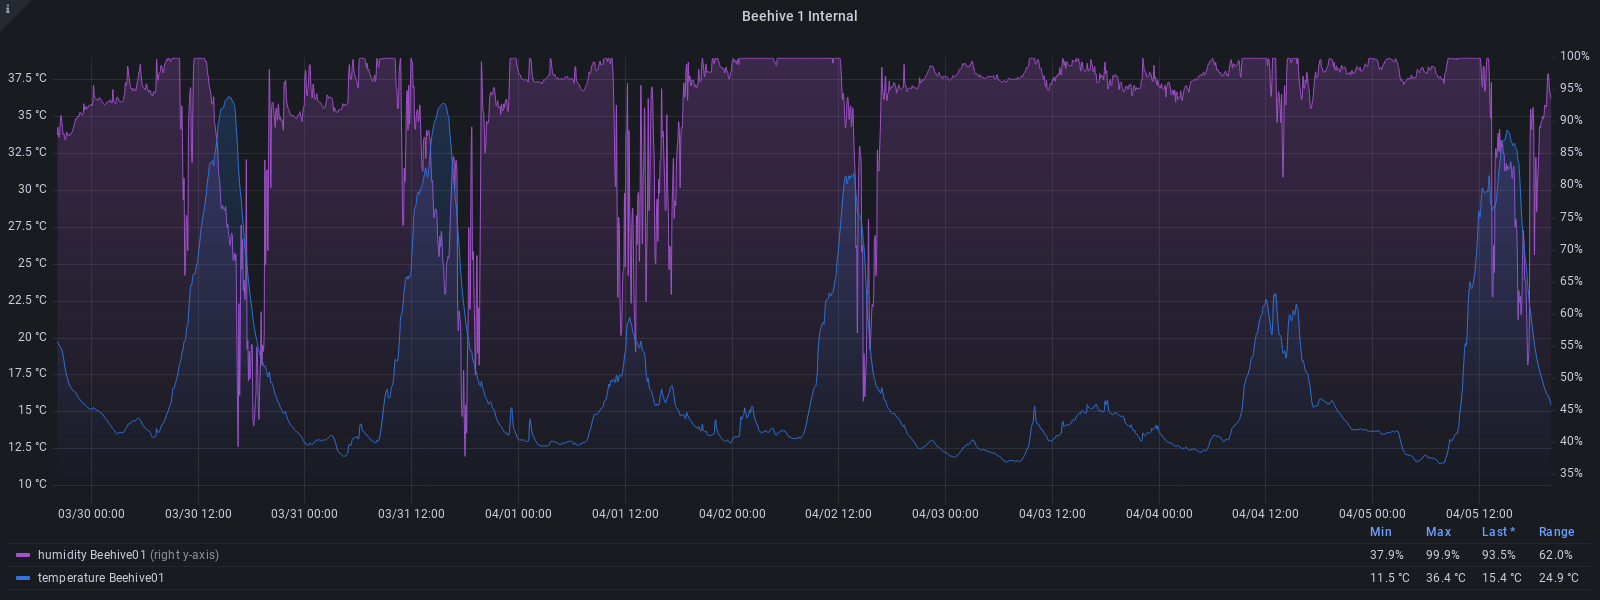 i
Beehive 1 Internal
37.5 °C
35 °C
32.5 °C
30 °C
27.5 °C
25 °C
22.5 °C
20 °C
17.5 °C
15 °C
12.5 °C
10 °C
100%
95%
90%
85%
80%
75%
70%
65%
60%
55%
50%
45%
40%
35%
03/30 00:00 03/30 12:00 03/31 00:00 03/31 12:00 04/01 00:00 04/01 12:00 04/02 00:00 04/02 12:00 04/03 00:00 04/03 12:00 04/04 00:00 04/04 12:00 04/05 00:00 04/05 12:00
Min Max Last * Range
humidity Beehive01 (right y-axis) 37.9% 99.9% 93.5% 62.0%
temperature Beehive01 11.5 °C 36.4 °C 15.4 °C 24.9 °C